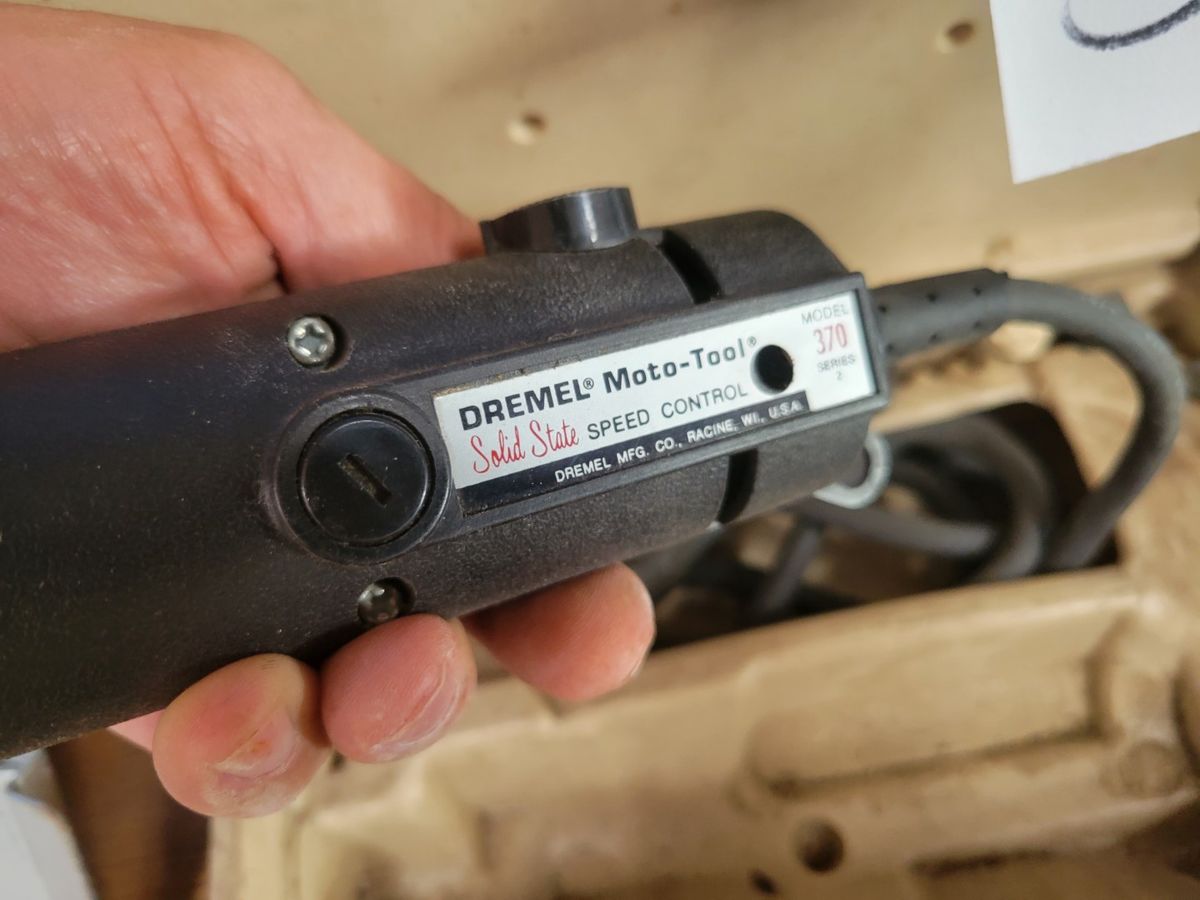 DREMEL® Moto-Tool®
Solid State SPEED CONTROL
DREMEL MFG. CO., RACINE, WI., U.S.A.
MODEL
370
SERIES
2